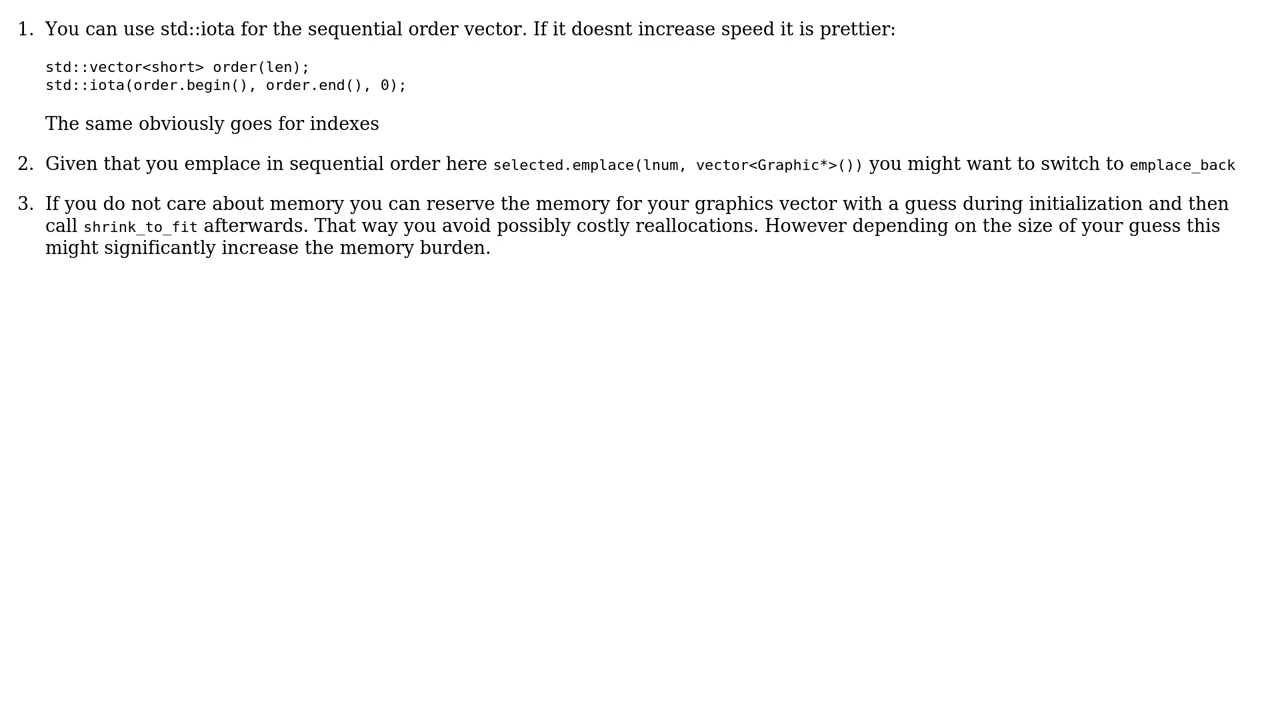 1. You can use std::iota for the sequential order vector. If it doesnt increase speed it is prettier:
std::vector<short> order(len);
std::iota(order.begin(), order.end(), 0);
The same obviously goes for indexes
2. Given that you emplace in sequential order here selected.emplace(lnum, vector<Graphic*>()) you might want to switch to emplace_back
3. If you do not care about memory you can reserve the memory for your graphics vector with a guess during initialization and then
call shrink_to_fit afterwards. That way you avoid possibly costly reallocations. However depending on the size of your guess this
might significantly increase the memory burden.